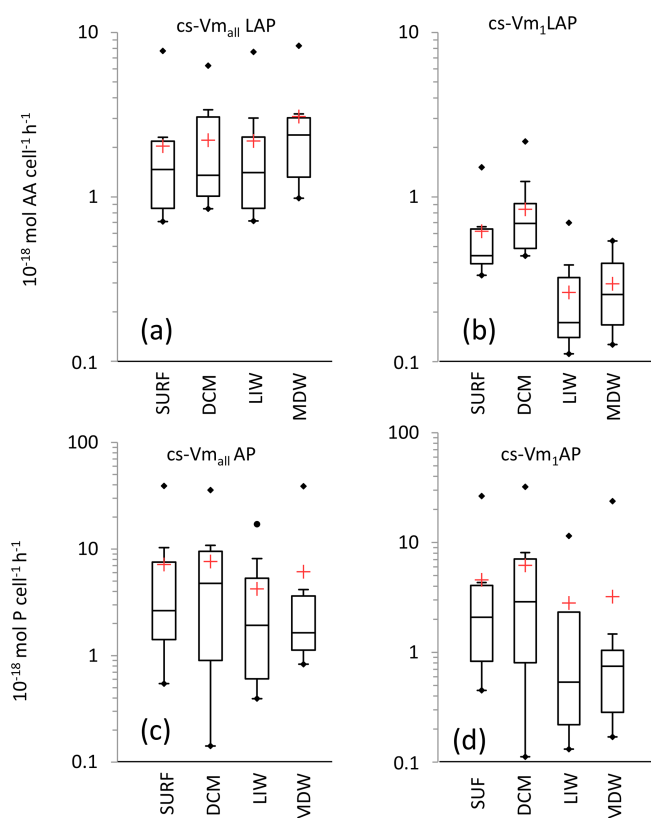 cs-Vmall LAP
cs-Vm1LAP
10
1
0.1
10⁻¹⁸ mol AA cell⁻¹ h⁻¹
(a)
SURF
DCM
LIW
MDW
10
1
0.1
(b)
SURF
DCM
LIW
MDW
cs-Vmall AP
cs-Vm1AP
100
10
1
0.1
10⁻¹⁸ mol P cell⁻¹ h⁻¹
(c)
SURF
DCM
LIW
MDW
100
10
1
0.1
(d)
SUF
DCM
LIW
MDW